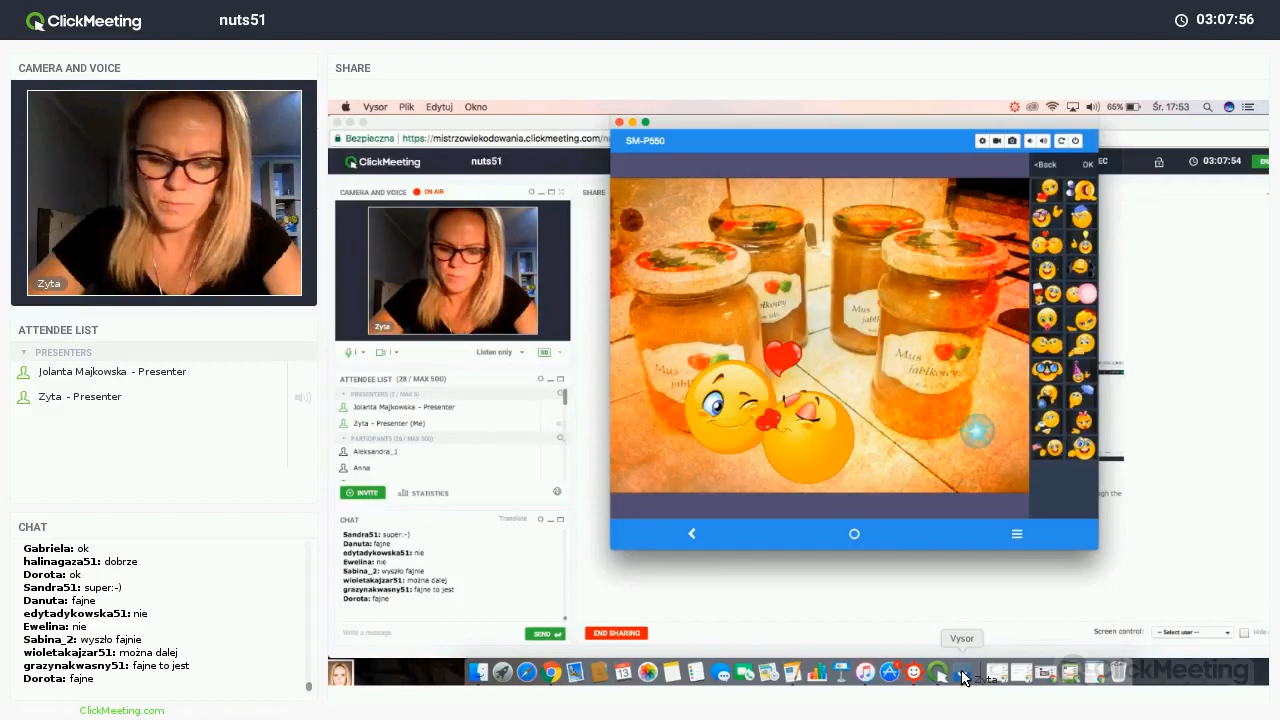 ClickMeeting
nuts51
03:07:56
CAMERA AND VOICE
Zyta
ATTENDEE LIST
PRESENTERS
Jolanta Majkowska - Presenter
Zyta - Presenter
CHAT
Gabriela: ok
halinagaza51: dobrze
Dorota: ok
Sandra51: super:-)
Danuta: fajne
edytadykowska51: nie
Ewelina: nie
Sabina_2: wyszło fajnie
wioletakajzar51: można dalej
grazynakwasny51: fajne to jest
Dorota: fajne
ClickMeeting.com
SHARE
Vysor Plik Edytuj Okno
65% Śr. 17:53
Bezpieczna https://mistrzowiekodowania.clickmeeting.com/
ClickMeeting
nuts51
03:07:54
CAMERA AND VOICE ON AIR
SHARE
Zyta
Listen only
SD
ATTENDEE LIST (28 / MAX 500)
PRESENTERS (2 / MAX 5)
Jolanta Majkowska - Presenter
Zyta - Presenter (Me)
PARTICIPANTS (26 / MAX 500)
Aleksandra_1
Anna
INVITE
STATISTICS
CHAT
Translate
Sandra51: super:-)
Danuta: fajne
edytadykowska51: nie
Ewelina: nie
Sabina_2: wyszło fajnie
wioletakajzar51: można dalej
grazynakwasny51: fajne to jest
Dorota: fajne
Write a message
SEND
END SHARING
SM-P550
<Back OK
Mus
jabłkowy
Screen control: -- Select user --
Vysor
13
ClickMeeting
Zyta